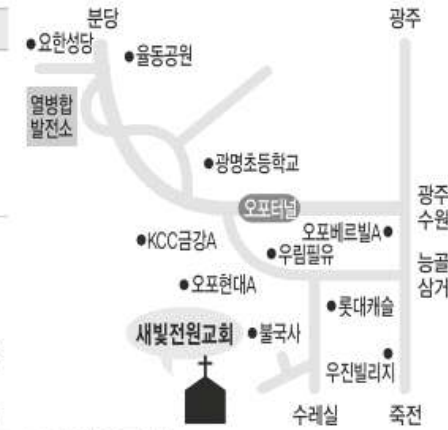 분당
광주
요한성당
율동공원
열병합
발전소
광명초등학교
오포터널
광주
수원
오포베르빌A
KCC금강A
우림필유
능골
삼거
오포현대A
롯대캐슬
새빛전원교회
불국사
우진빌리지
수레실
죽전